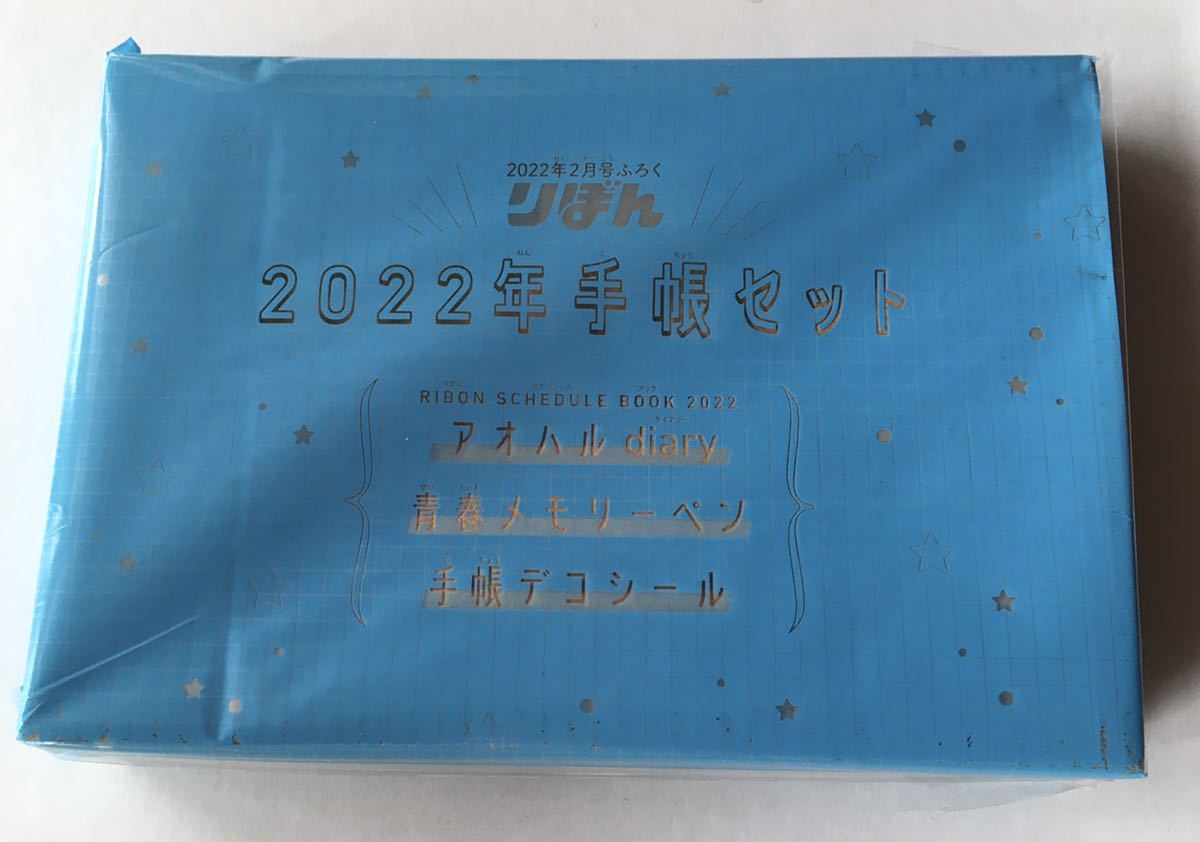 2022年2月号ふろく
りぼん
2022年手帳セット
RIBON SCHEDULE BOOK 2022
アオハル diary
青春メモリーペン
手帳デコシール